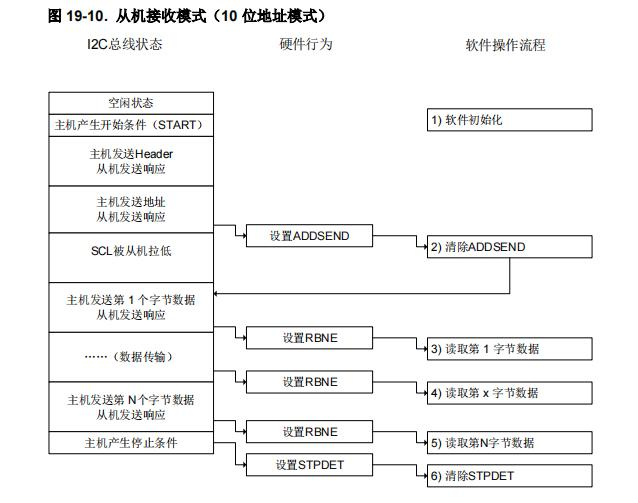 图 19-10. 从机接收模式（10 位地址模式）
I2C总线状态
硬件行为
软件操作流程
空闲状态
主机产生开始条件（START）
1) 软件初始化
主机发送Header
从机发送响应
主机发送地址
从机发送响应
设置ADDSEND
2) 清除ADDSEND
SCL被从机拉低
主机发送第 1 个字节数据
从机发送响应
设置RBNE
3) 读取第 1 字节数据
……（数据传输）
设置RBNE
4) 读取第 x 字节数据
主机发送第 N个字节数据
从机发送响应
设置RBNE
5) 读取第N字节数据
主机产生停止条件
设置STPDET
6) 清除STPDET